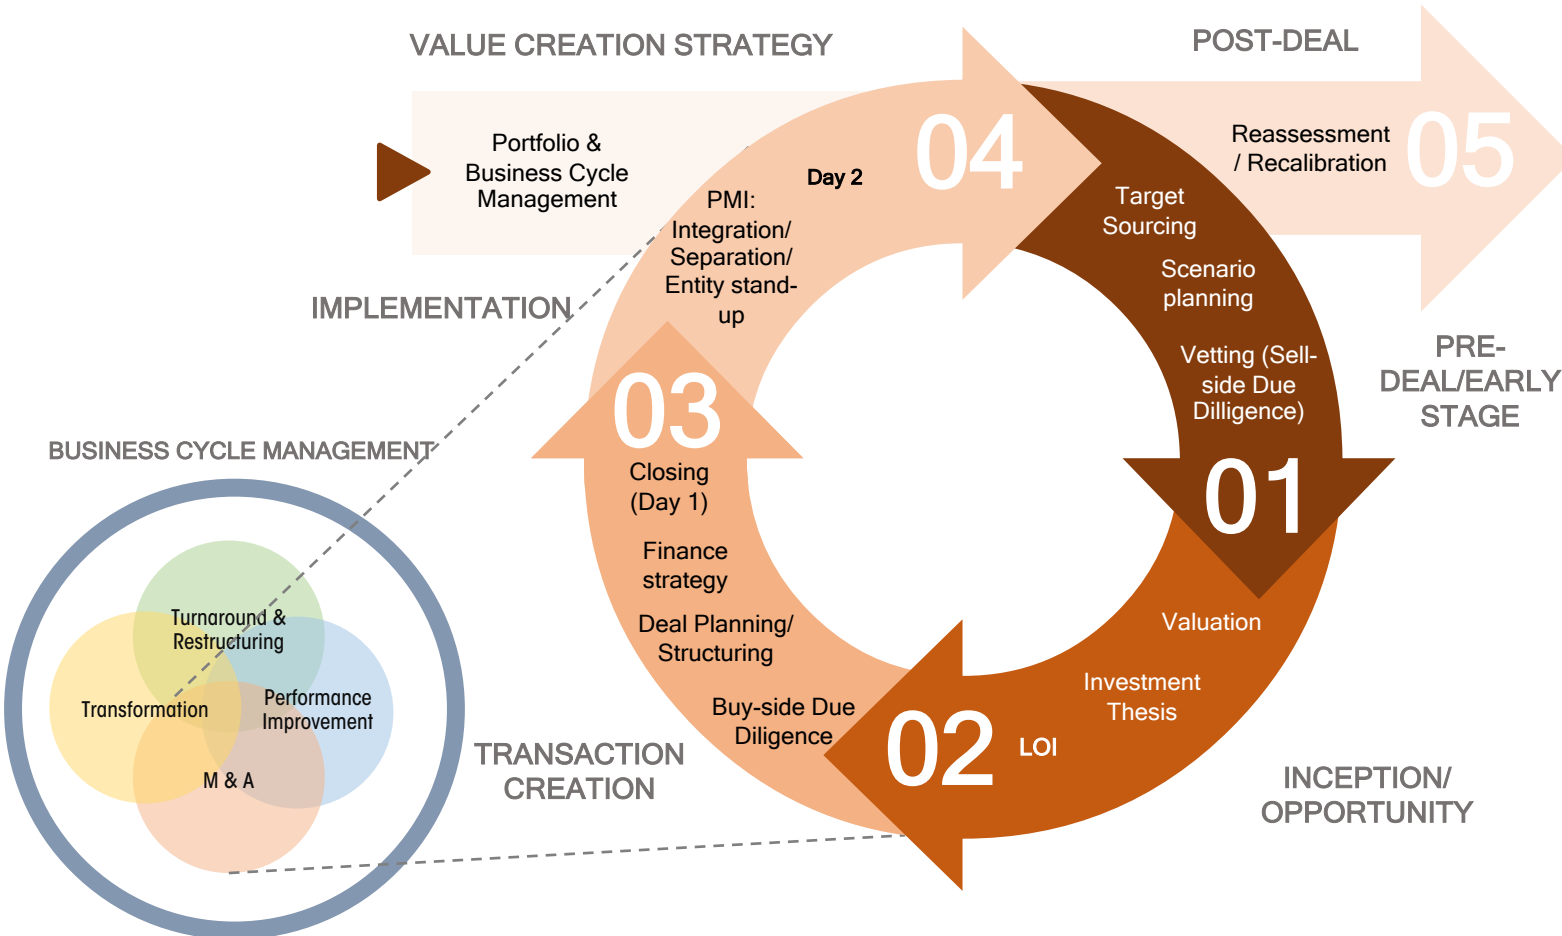 VALUE CREATION STRATEGY
POST-DEAL
Portfolio &
Business Cycle
Management
Day 2
04
Reassessment
/ Recalibration
05
PMI:
Integration/
Separation/
Entity stand-
up
Target
Sourcing
Scenario
planning
Vetting (Sell-
side Due
Dilligence)
01
PRE-
DEAL/EARLY
STAGE
IMPLEMENTATION
03
Closing
(Day 1)
Finance
strategy
Deal Planning/
Structuring
Buy-side Due
Diligence
02
LOI
Valuation
Investment
Thesis
INCEPTION/
OPPORTUNITY
TRANSACTION
CREATION
BUSINESS CYCLE MANAGEMENT
Turnaround &
Restructuring
Transformation
Performance
Improvement
M & A